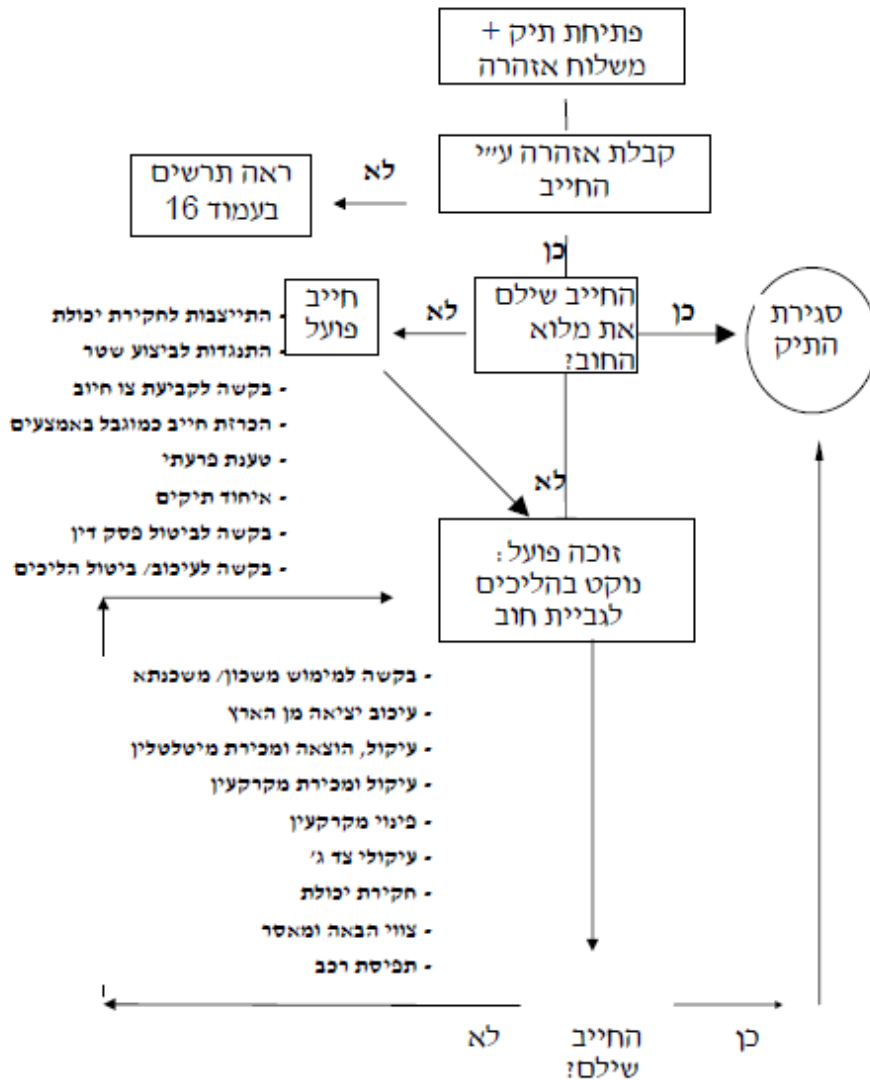 פתיחת תיק +
משלוח אזהרה
קבלת אזהרה ע״י
החייב
לא
ראה תרשים
בעמוד 16
כן
החייב שילם
את מלוא
החוב?
כן
סגירת
התיק
לא
חייב
פועל
- התייצבות לחקירת יכולת
- התנגדות לביצוע שטר
- בקשה לקביעת צו חיוב
- הכרזת חייב כמוגבל באמצעים
- טענת פרעתי
- איחוד תיקים
- בקשה לביטול פסק דין
- בקשה לעיכוב/ ביטול הליכים
לא
זוכה פועל:
נוקט בהליכים
לגביית חוב
- בקשה למימוש משכון/ משכנתא
- עיכוב יציאה מן הארץ
- עיקול, הוצאה ומכירת מיטלטלין
- עיקול ומכירת מקרקעין
- פינוי מקרקעין
- עיקולי צד ג'
- חקירת יכולת
- צווי הבאה ומאסר
- תפיסת רכב
כן
החייב
שילם?
לא